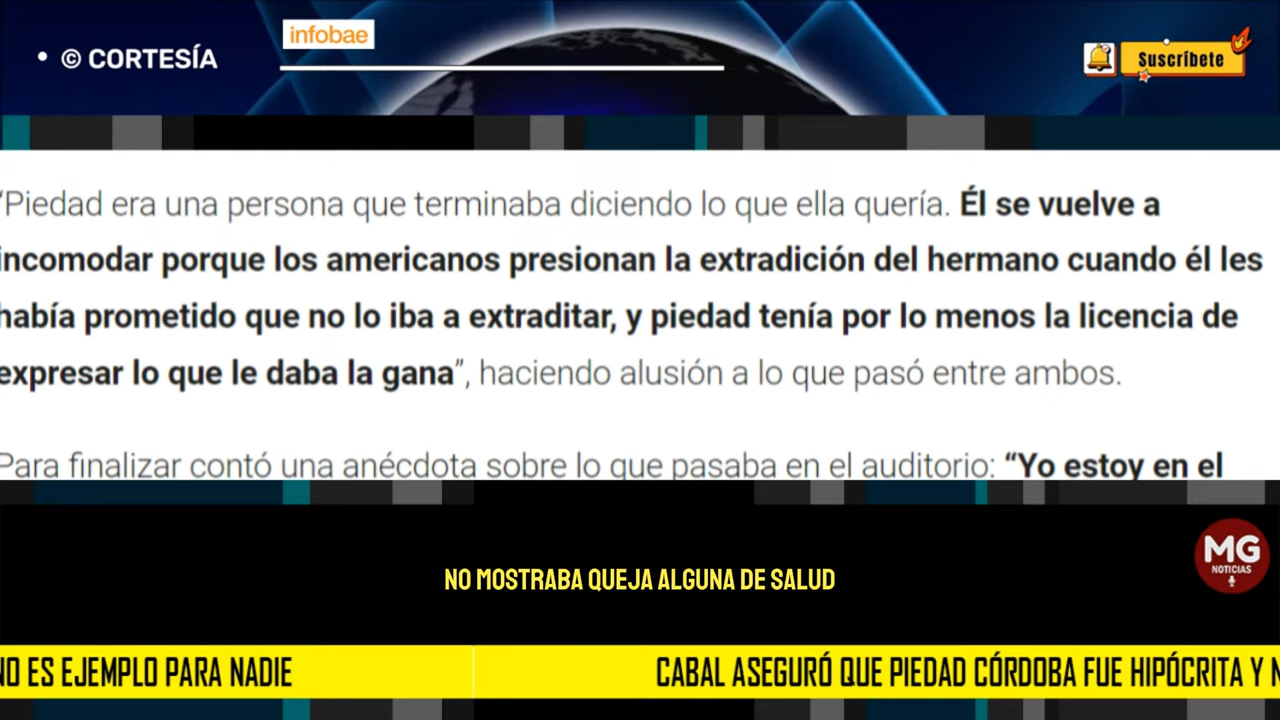 • © CORTESÍA
infobae
Suscríbete
“Piedad era una persona que terminaba diciendo lo que ella quería. Él se vuelve a
incomodar porque los americanos presionan la extradición del hermano cuando él les
había prometido que no lo iba a extraditar, y piedad tenía por lo menos la licencia de
expresar lo que le daba la gana”, haciendo alusión a lo que pasó entre ambos.
Para finalizar contó una anécdota sobre lo que pasaba en el auditorio: “Yo estoy en el
MG
NOTICIAS
NO MOSTRABA QUEJA ALGUNA DE SALUD
NO ES EJEMPLO PARA NADIE
CABAL ASEGURÓ QUE PIEDAD CÓRDOBA FUE HIPÓCRITA Y